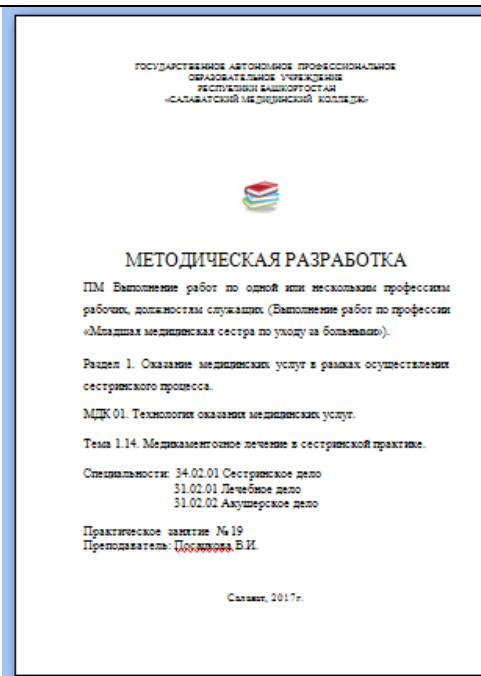 ГОСУДАРСТВЕННОЕ АВТОНОМНОЕ ПРОФЕССИОНАЛЬНОЕ
ОБРАЗОВАТЕЛЬНОЕ УЧРЕЖДЕНИЕ
РЕСПУБЛИКИ БАШКОРТОСТАН
«САЛАВАТСКИЙ МЕДИЦИНСКИЙ КОЛЛЕДЖ»
МЕТОДИЧЕСКАЯ РАЗРАБОТКА
ПМ Выполнение работ по одной или нескольким профессиям
рабочих, должностям служащих (Выполнение работ по профессии
«Младшая медицинская сестра по уходу за больными»).
Раздел 1. Оказание медицинских услуг в рамках осуществления
сестринского процесса.
МДК 01. Технология оказания медицинских услуг.
Тема 1.14. Медикаментозное лечение в сестринской практике.
Специальности: 34.02.01 Сестринское дело
31.02.01 Лечебное дело
31.02.02 Акушерское дело
Практическое занятие №19
Преподаватель: В.И.
Салават, 2017г.